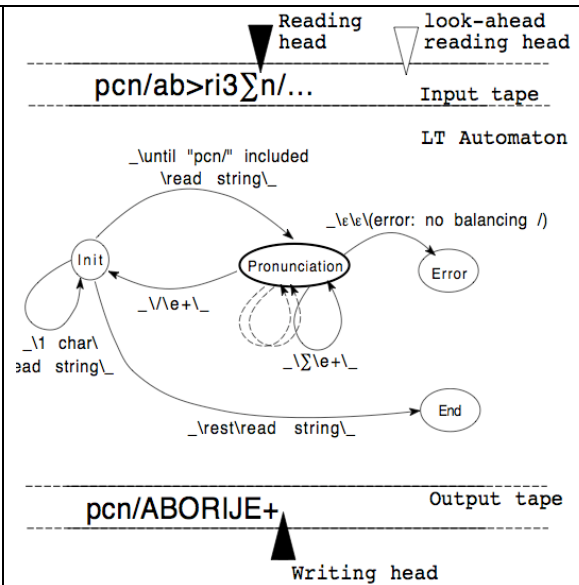 Reading head
look-ahead reading head
pcn/ab>ri3∑n/...
Input tape
LT Automaton
_\until "pcn/" included
\read string\_
_\ε\ε\(error: no balancing /)
Init
Pronunciation
Error
_\/\e+\_
_\1 char\
ead string\_
_\∑\e+\_
End
_\rest\read string\_
Output tape
pcn/ABORIJE+
Writing head